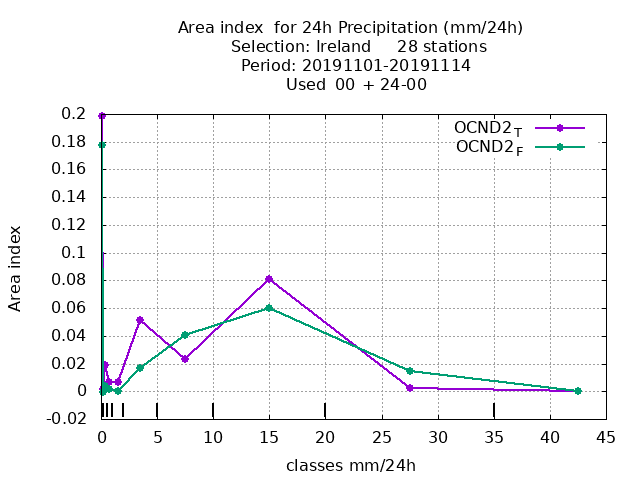 Area index  for 24h Precipitation (mm/24h)
Selection: Ireland     28 stations
Period: 20191101-20191114
Used  00 + 24-00
OCND2T
OCND2F
0.2
0.18
0.16
0.14
0.12
0.1
0.08
0.06
0.04
0.02
0
-0.02
Area index
0 5 10 15 20 25 30 35 40 45
classes mm/24h